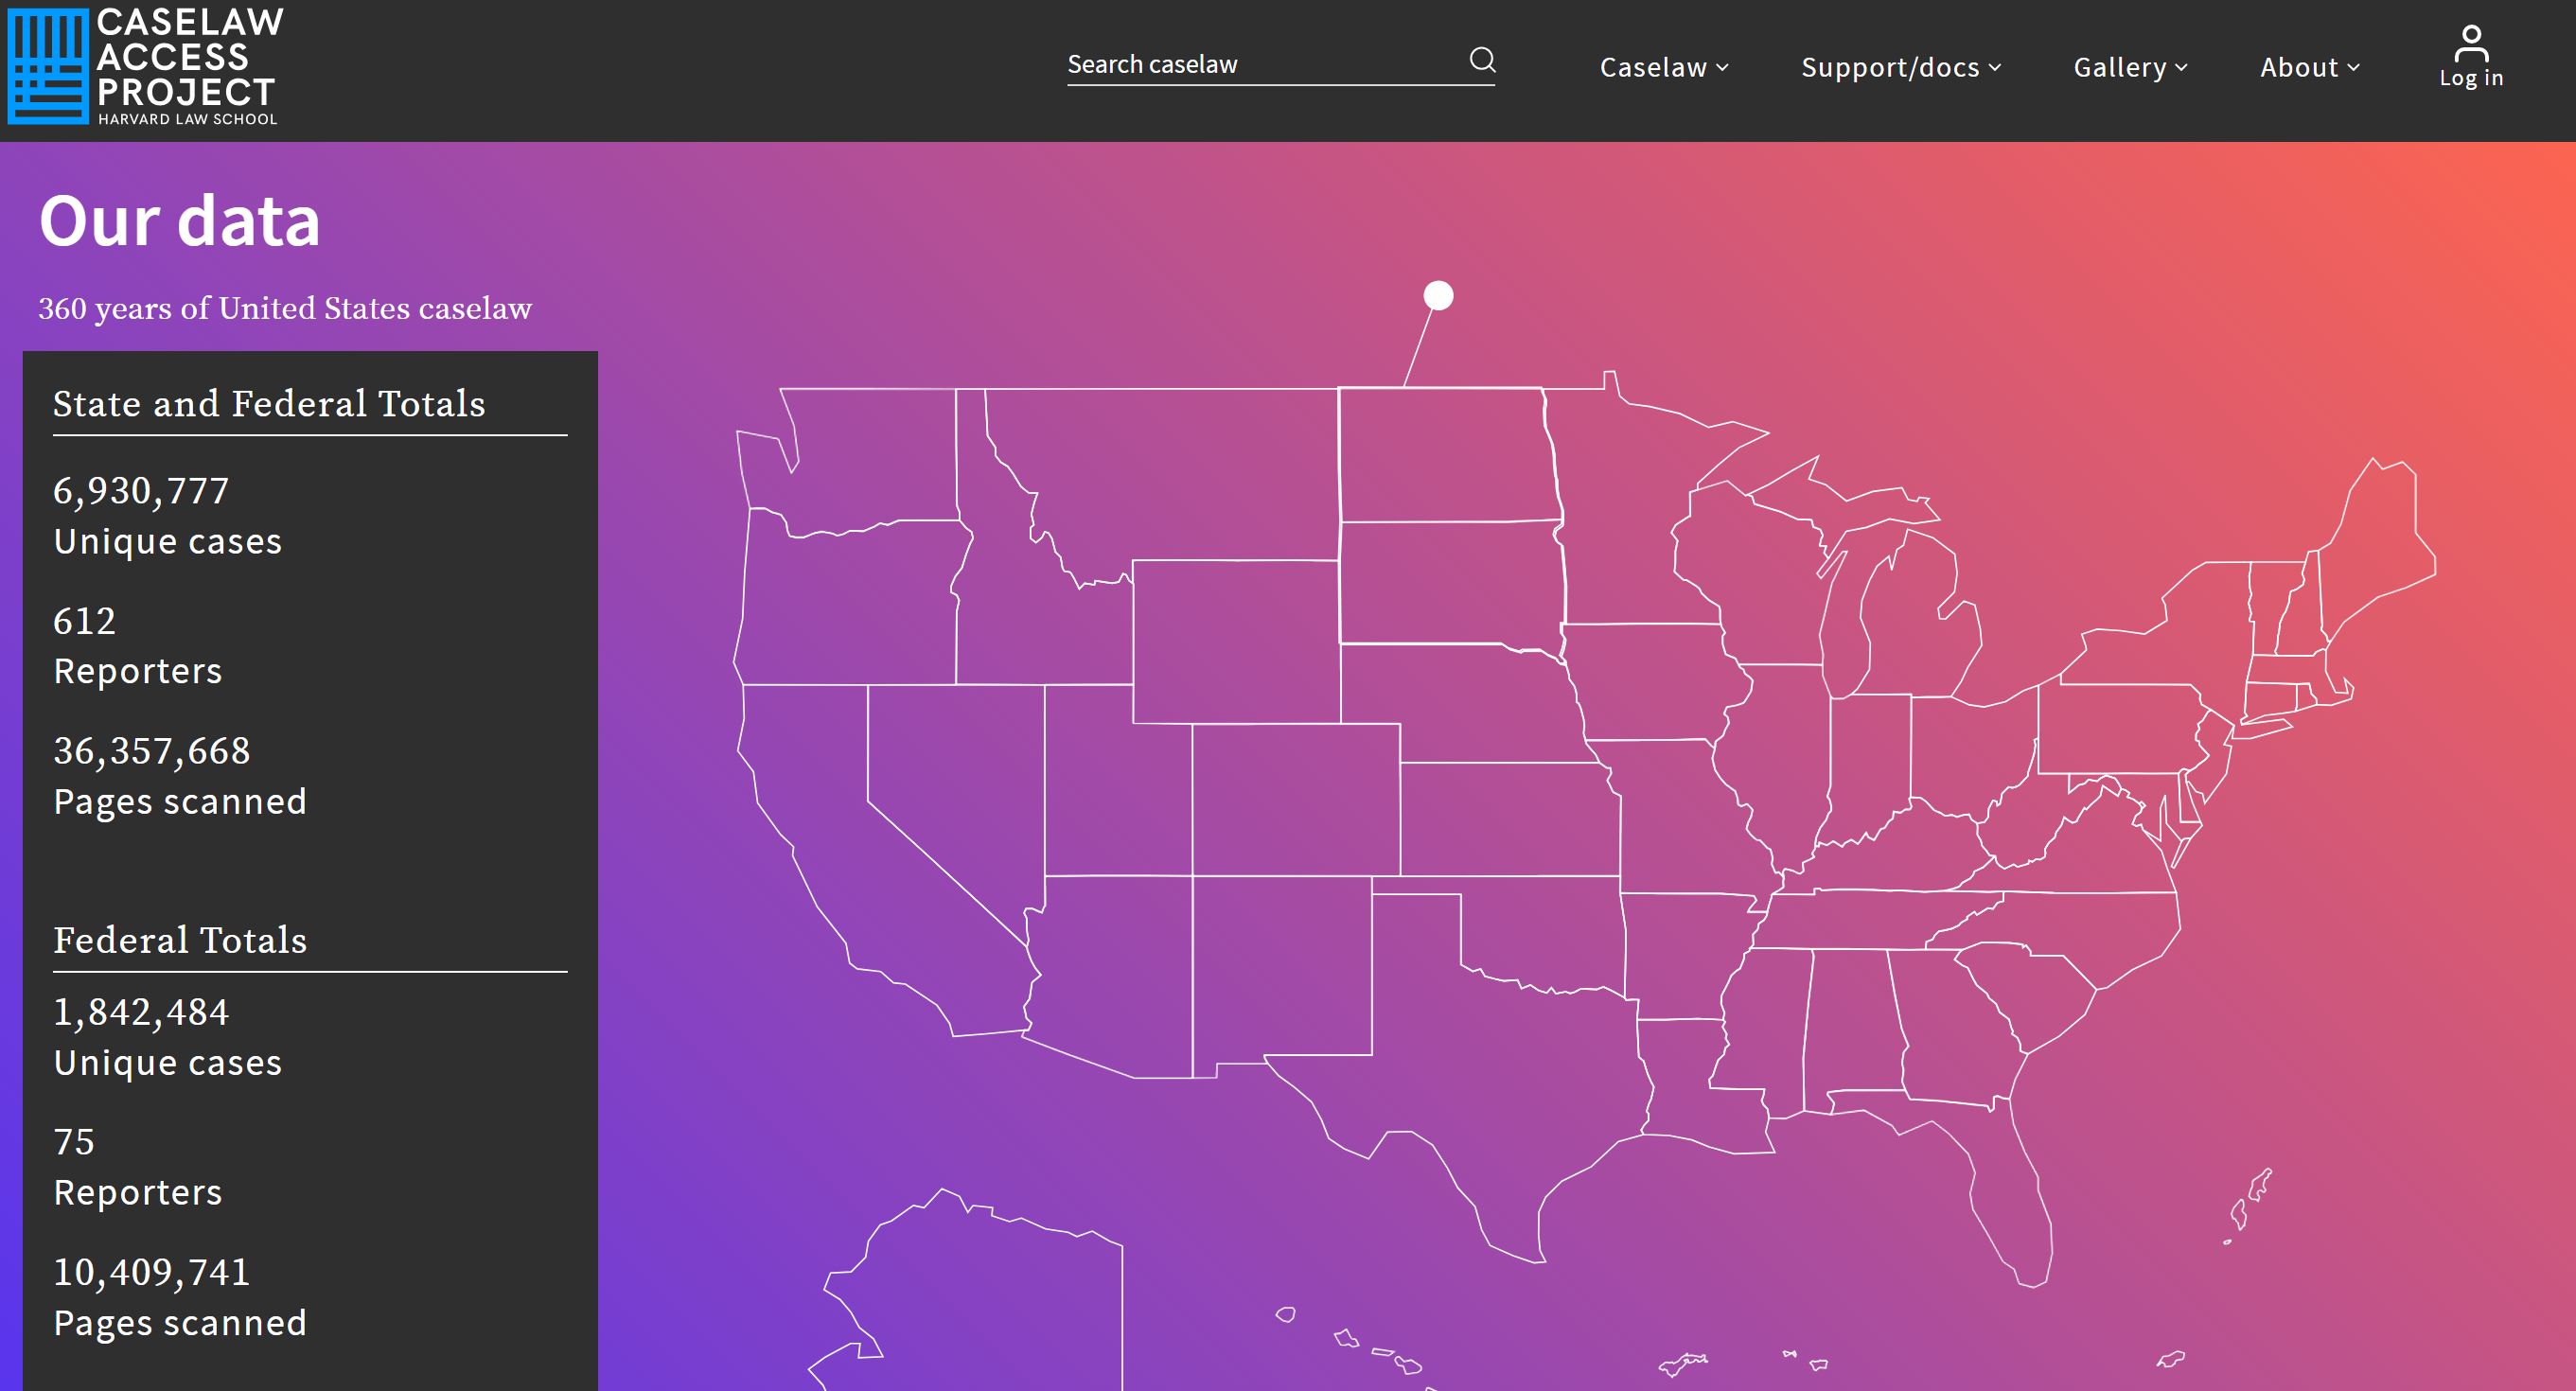 CASELAW
ACCESS
PROJECT
HARVARD LAW SCHOOL
Search caselaw
Caselaw
Support/docs
Gallery
About
Log in
Our data
360 years of United States caselaw
State and Federal Totals
6,930,777
Unique cases
612
Reporters
36,357,668
Pages scanned
Federal Totals
1,842,484
Unique cases
75
Reporters
10,409,741
Pages scanned